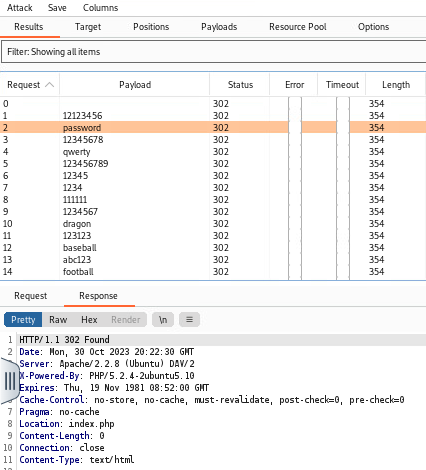 Attack Save Columns
Results Target Positions Payloads Resource Pool Options
Filter: Showing all items
Request Payload Status Error Timeout Length
0 302 354
1 12123456 302 354
2 password 302 354
3 12345678 302 354
4 qwerty 302 354
5 123456789 302 354
6 12345 302 354
7 1234 302 354
8 111111 302 354
9 1234567 302 354
10 dragon 302 354
11 123123 302 354
12 baseball 302 354
13 abc123 302 354
14 football 302 354
Request Response
Pretty Raw Hex Render \n
1 HTTP/1.1 302 Found
2 Date: Mon, 30 Oct 2023 20:22:30 GMT
Server: Apache/2.2.8 (Ubuntu) DAV/2
X-Powered-By: PHP/5.2.4-2ubuntu5.10
Expires: Thu, 19 Nov 1981 08:52:00 GMT
6 Cache-Control: no-store, no-cache, must-revalidate, post-check=0, pre-check=0
7 Pragma: no-cache
8 Location: index.php
9 Content-Length: 0
10 Connection: close
11 Content-Type: text/html